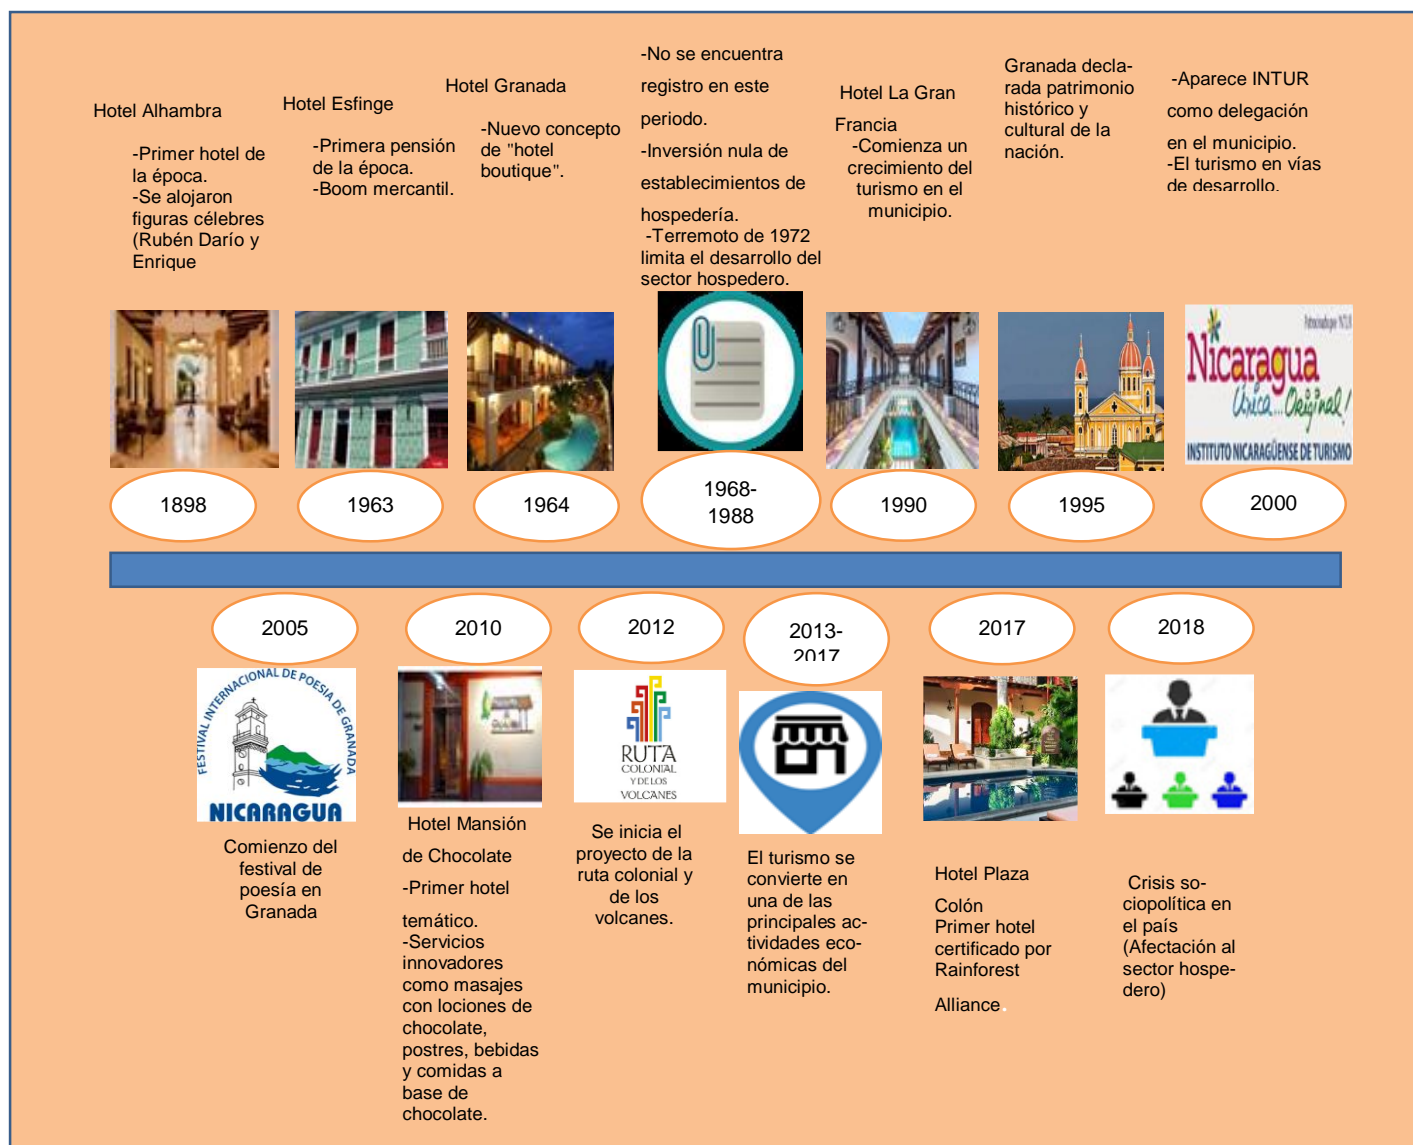 Hotel Alhambra
-Primer hotel de
la época.
-Se alojaron
figuras célebres
(Rubén Darío y
Enrique
Hotel Esfinge
-Primera pensión
de la época.
-Boom mercantil.
Hotel Granada
-Nuevo concepto
de "hotel
boutique".
-No se encuentra
registro en este
periodo.
-Inversión nula de
establecimientos de
hospedería.
-Terremoto de 1972
limita el desarrollo del
sector hospedero.
Hotel La Gran
Francia
-Comienza un
crecimiento del
turismo en el
municipio.
Granada decla-
rada patrimonio
histórico y
cultural de la
nación.
-Aparece INTUR
como delegación
en el municipio.
-El turismo en vías
de desarrollo.
Patrocinado por INTUR
Nicaragua
Única...Original!
INSTITUTO NICARAGÜENSE DE TURISMO
1898
1963
1964
1968-
1988
1990
1995
2000
2005
2010
2012
2013-
2017
2017
2018
FESTIVAL INTERNACIONAL DE POESIA DE GRANADA
NICARAGUA
Comienzo del
festival de
poesía en
Granada
Hotel Mansión
de Chocolate
-Primer hotel
temático.
-Servicios
innovadores
como masajes
con lociones de
chocolate,
postres, bebidas
y comidas a
base de
chocolate.
RUTA
COLONIAL
Y DE LOS
VOLCANES
Se inicia el
proyecto de la
ruta colonial y
de los
volcanes.
El turismo se
convierte en
una de las
principales ac-
tividades eco-
nómicas del
municipio.
Hotel Plaza
Colón
Primer hotel
certificado por
Rainforest
Alliance.
Crisis so-
ciopolítica en
el país
(Afectación al
sector hospe-
dero)